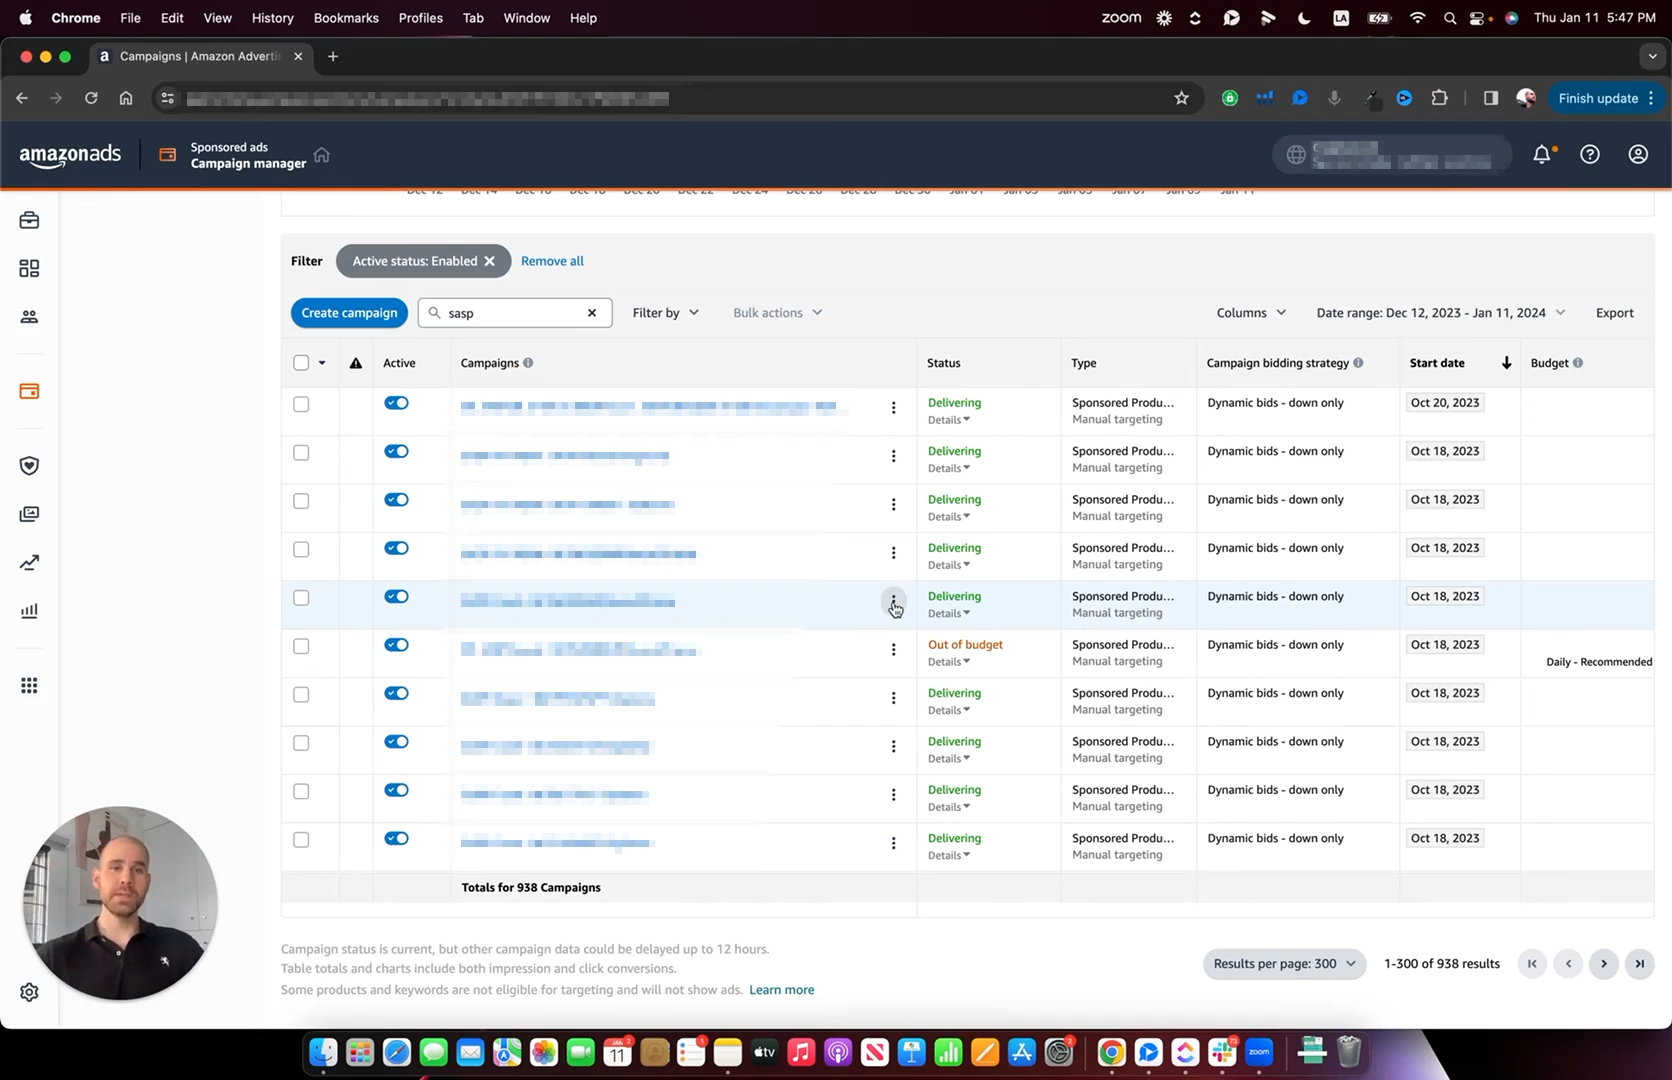 Chrome File Edit View History Bookmarks Profiles Tab Window Help
zoom LA Thu Jan 11 5:47 PM
Campaigns | Amazon Adverti
Finish update
amazonads
Sponsored ads
Campaign manager
Filter Active status: Enabled Remove all
Create campaign sasp Filter by Bulk actions Columns Date range: Dec 12, 2023 - Jan 11, 2024 Export
Active Campaigns Status Type Campaign bidding strategy Start date Budget
Delivering Sponsored Produ... Dynamic bids - down only Oct 20, 2023
Details Manual targeting
Delivering Sponsored Produ... Dynamic bids - down only Oct 18, 2023
Details Manual targeting
Delivering Sponsored Produ... Dynamic bids - down only Oct 18, 2023
Details Manual targeting
Delivering Sponsored Produ... Dynamic bids - down only Oct 18, 2023
Details Manual targeting
Delivering Sponsored Produ... Dynamic bids - down only Oct 18, 2023
Details Manual targeting
Out of budget Sponsored Produ... Dynamic bids - down only Oct 18, 2023
Details Manual targeting Daily - Recommended
Delivering Sponsored Produ... Dynamic bids - down only Oct 18, 2023
Details Manual targeting
Delivering Sponsored Produ... Dynamic bids - down only Oct 18, 2023
Details Manual targeting
Delivering Sponsored Produ... Dynamic bids - down only Oct 18, 2023
Details Manual targeting
Delivering Sponsored Produ... Dynamic bids - down only Oct 18, 2023
Details Manual targeting
Totals for 938 Campaigns
Campaign status is current, but other campaign data could be delayed up to 12 hours.
Table totals and charts include both impression and click conversions.
Some products and keywords are not eligible for targeting and will not show ads. Learn more
Results per page: 300 1-300 of 938 results
JAN 11 2 1 tv 2 73 zoom